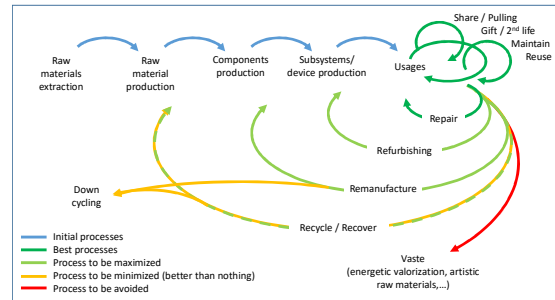 Share / Pulling
Gift / 2nd life
Maintain
Reuse
Raw
materials
extraction
Raw
material
production
Components
production
Subsystems/
device production
Usages
Repair
Refurbishing
Remanufacture
Down
cycling
Recycle / Recover
Initial processes
Best processes
Process to be maximized
Process to be minimized (better than nothing)
Process to be avoided
Vaste
(energetic valorization, artistic
raw materials,...)